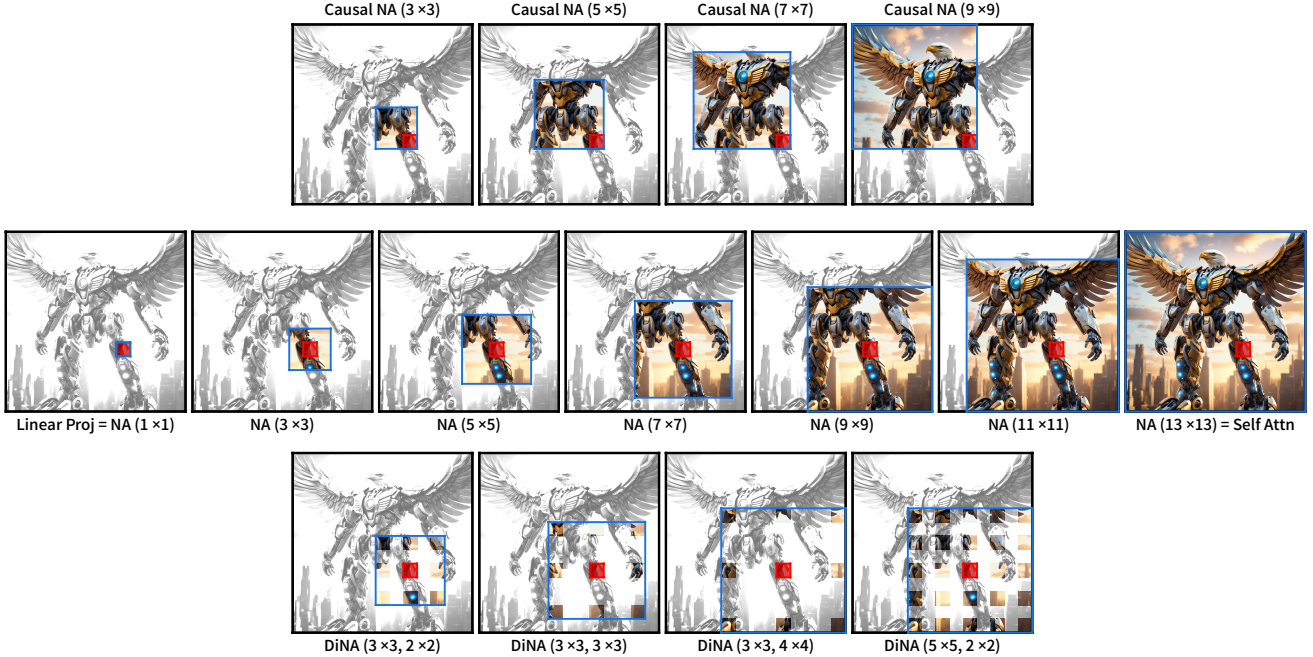 Causal NA (3 ×3)
Causal NA (5 ×5)
Causal NA (7 ×7)
Causal NA (9 ×9)
Linear Proj = NA (1 ×1)
NA (3 ×3)
NA (5 ×5)
NA (7 ×7)
NA (9 ×9)
NA (11 ×11)
NA (13 ×13) = Self Attn
DiNA (3 ×3, 2 ×2)
DiNA (3 ×3, 3 ×3)
DiNA (3 ×3, 4 ×4)
DiNA (5 ×5, 2 ×2)